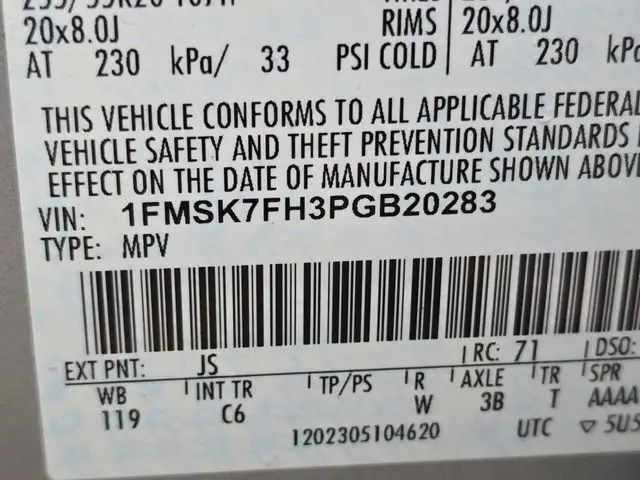 20x8.0J RIMS 20x8.0J
AT 230 kPa/ 33 PSI COLD AT 230
THIS VEHICLE CONFORMS TO ALL APPLICABLE FEDERAL
VEHICLE SAFETY AND THEFT PREVENTION STANDARDS
EFFECT ON THE DATE OF MANUFACTURE SHOWN ABOVE
VIN: 1FMSK7FH3PGB20283
TYPE: MPV
EXT PNT: JS RC: 71 DSO:
WB INT TR TP/PS R AXLE TR SPR
119 C6 W 3B T AAAA
1202305104620 UTC ▽ 5U5